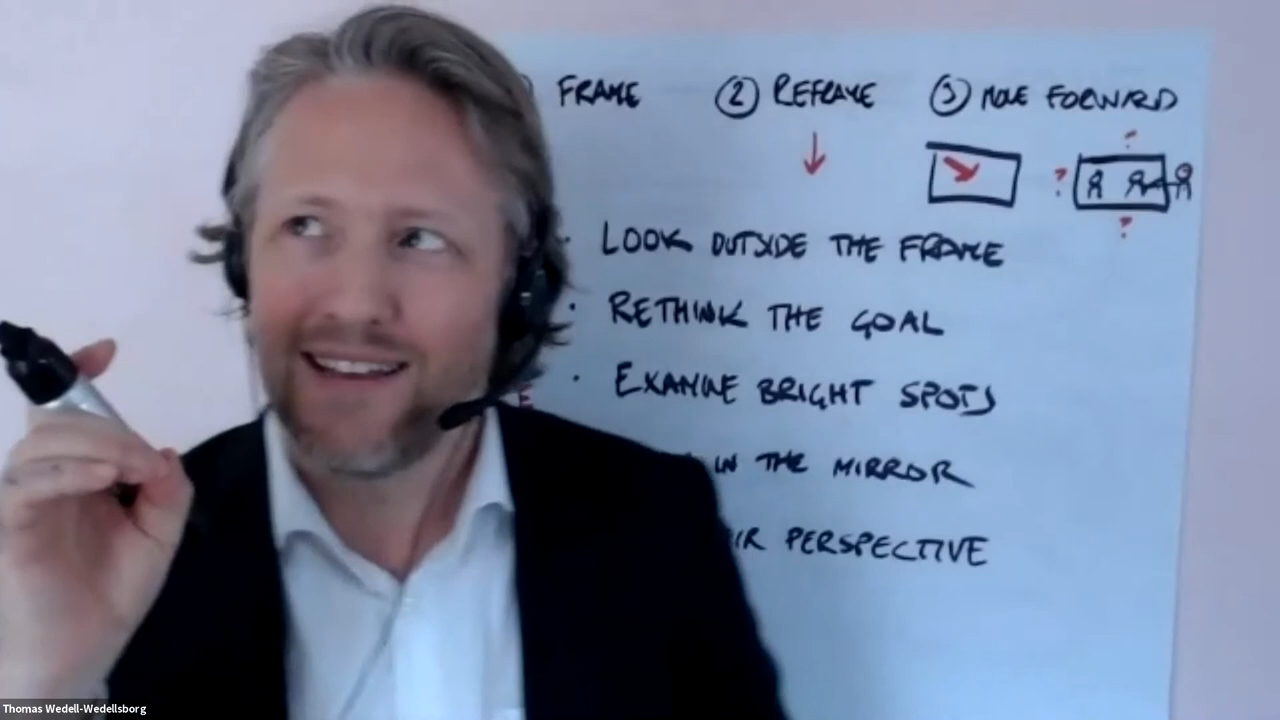 FRAME ② REFRAME ③ MOVE FORWARD
? ?
?
· LOOK OUTSIDE THE FRAME
· RETHINK THE GOAL
· EXAMINE BRIGHT SPOTS
E
IN THE MIRROR
IR PERSPECTIVE
Thomas Wedell-Wedellsborg